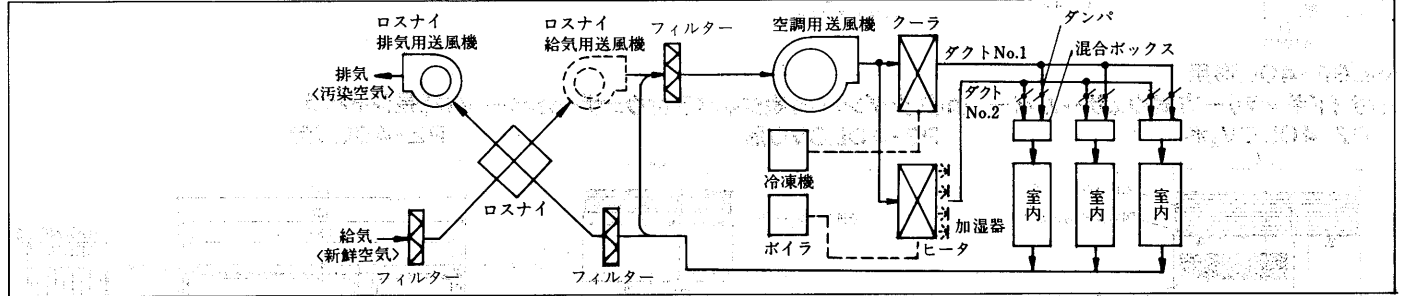 ロスナイ
排気用送風機
ロスナイ
給気用送風機
フィルター
空調用送風機
クーラ
ダンパ
混合ボックス
ダクトNo.1
ダクト
No.2
排気
〈汚染空気〉
ロスナイ
冷凍機
ボイラ
加湿器
ヒータ
室内
室内
室内
給気
〈新鮮空気〉
フィルター
フィルター